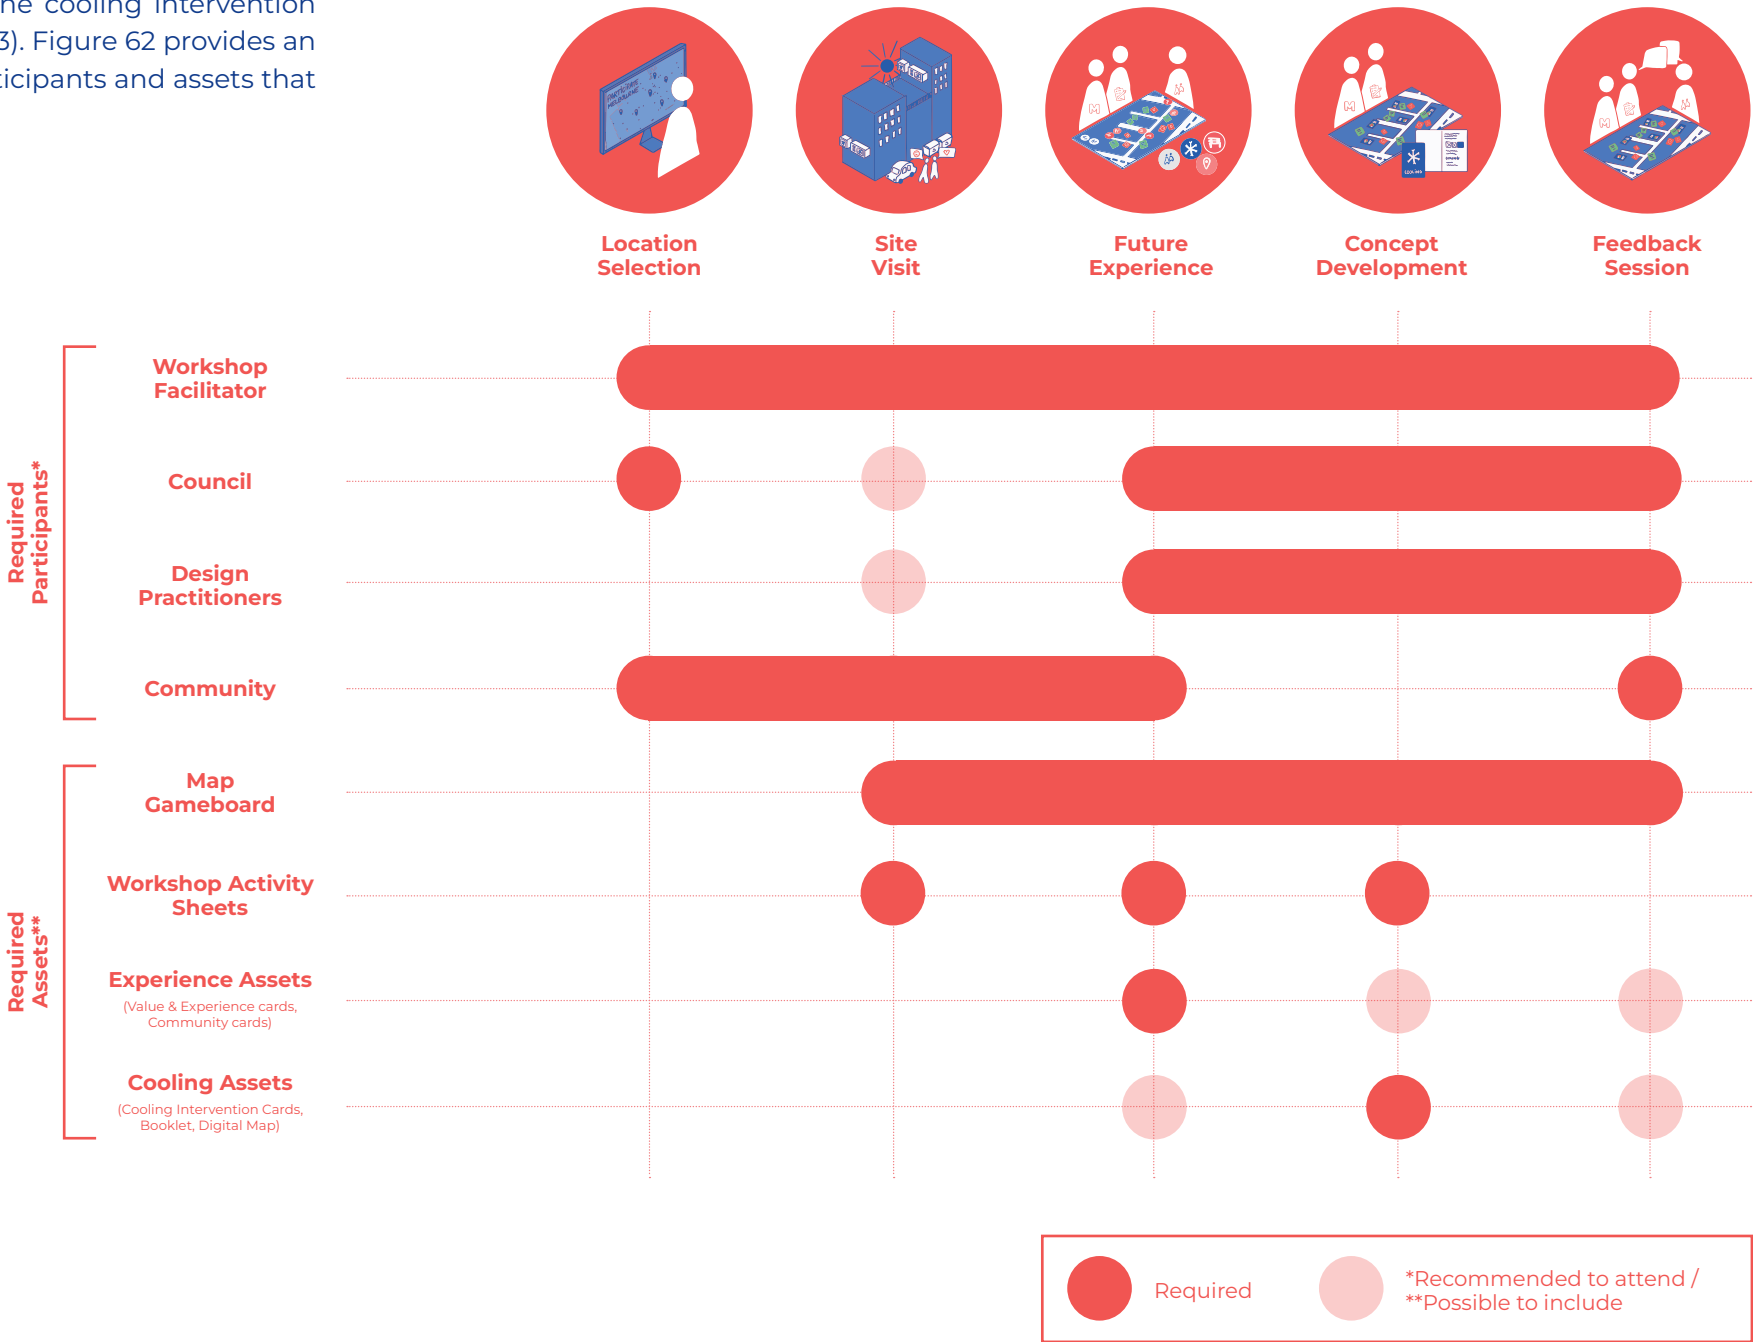 ne cooling intervention
3). Figure 62 provides an
ticipants and assets that
PARTICIPATE
MELBOURNE
Location
Selection
Site
Visit
Future
Experience
Concept
Development
Feedback
Session
Required
Participants*
Workshop
Facilitator
Council
Design
Practitioners
Community
Required
Assets**
Map
Gameboard
Workshop Activity
Sheets
Experience Assets
(Value & Experience cards,
Community cards)
Cooling Assets
(Cooling Intervention Cards,
Booklet, Digital Map)
Required
*Recommended to attend /
**Possible to include